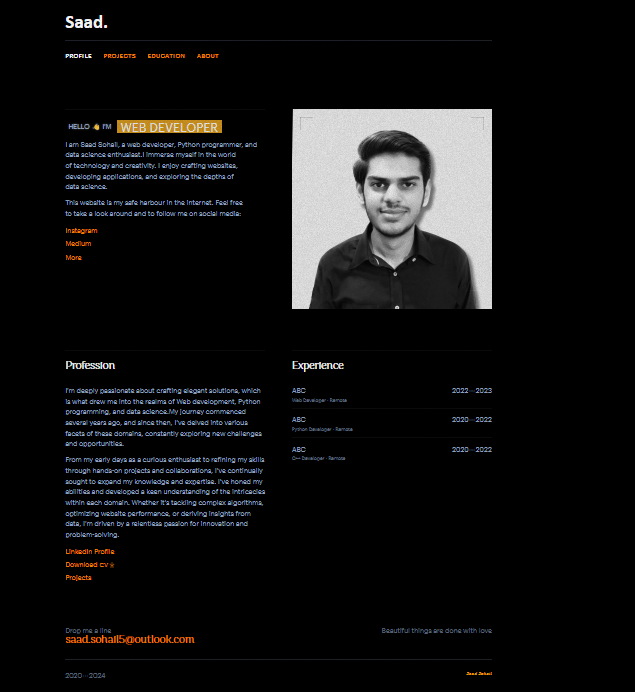 Saad.
PROFILE PROJECTS EDUCATION ABOUT
HELLO 👋 I'M WEB DEVELOPER
I am Saad Sohail, a web developer, Python programmer, and
data science enthusiast.I immerse myself in the world
of technology and creativity. I enjoy crafting websites,
developing applications, and exploring the depths of
data science.
This website is my safe harbour in the Internet. Feel free
to take a look around and to follow me on social media:
Instagram
Medium
More
Profession
I'm deeply passionate about crafting elegant solutions, which
is what drew me into the realms of Web development, Python
programming, and data science.My journey commenced
several years ago, and since then, I've delved into various
facets of these domains, constantly exploring new challenges
and opportunities.
From my early days as a curious enthusiast to refining my skills
through hands-on projects and collaborations, I've continually
sought to expand my knowledge and expertise. I've honed my
abilities and developed a keen understanding of the intricacies
within each domain. Whether it's tackling complex algorithms,
optimizing website performance, or deriving insights from
data, I'm driven by a relentless passion for innovation and
problem-solving.
LinkedIn Profile
Download CV
Projects
Experience
ABC 2022—2023
Web Developer · Remote
ABC 2020—2022
Python Developer · Remote
ABC 2020—2022
C++ Developer · Remote
Drop me a line
saad.sohail5@outlook.com
Beautiful things are done with love
2020—2024
Saad Sohail